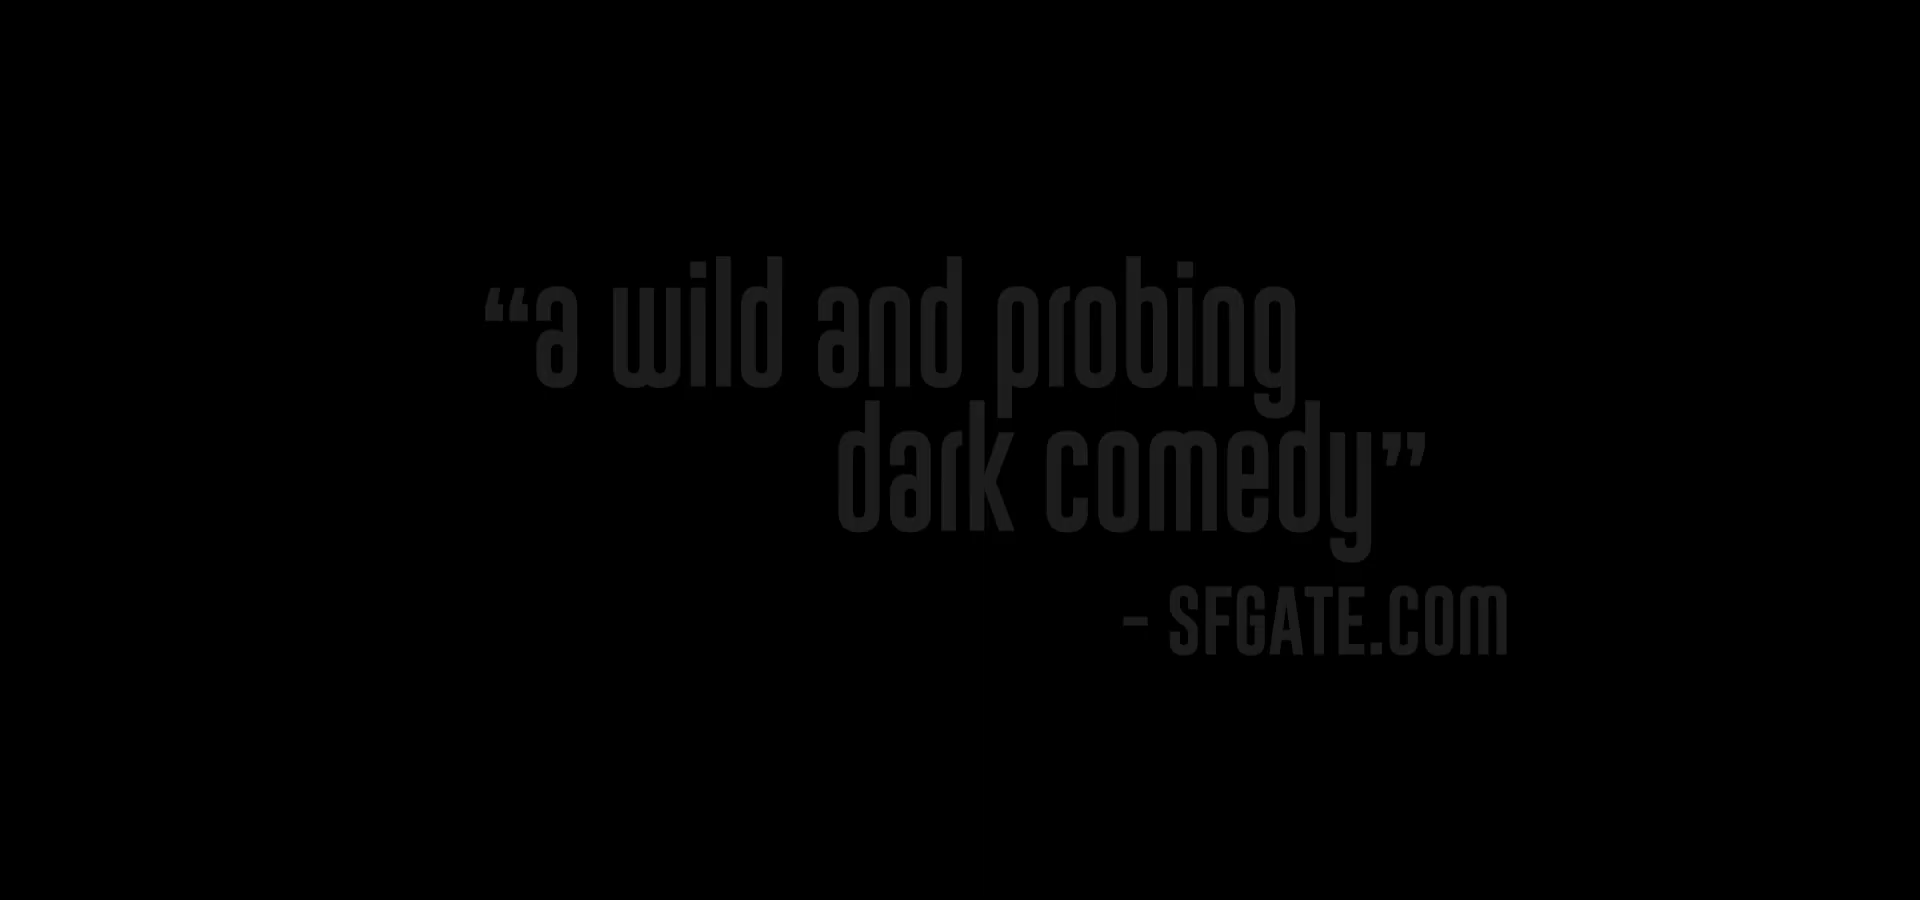 “a wild and probing
dark comedy”
- SFGATE.COM